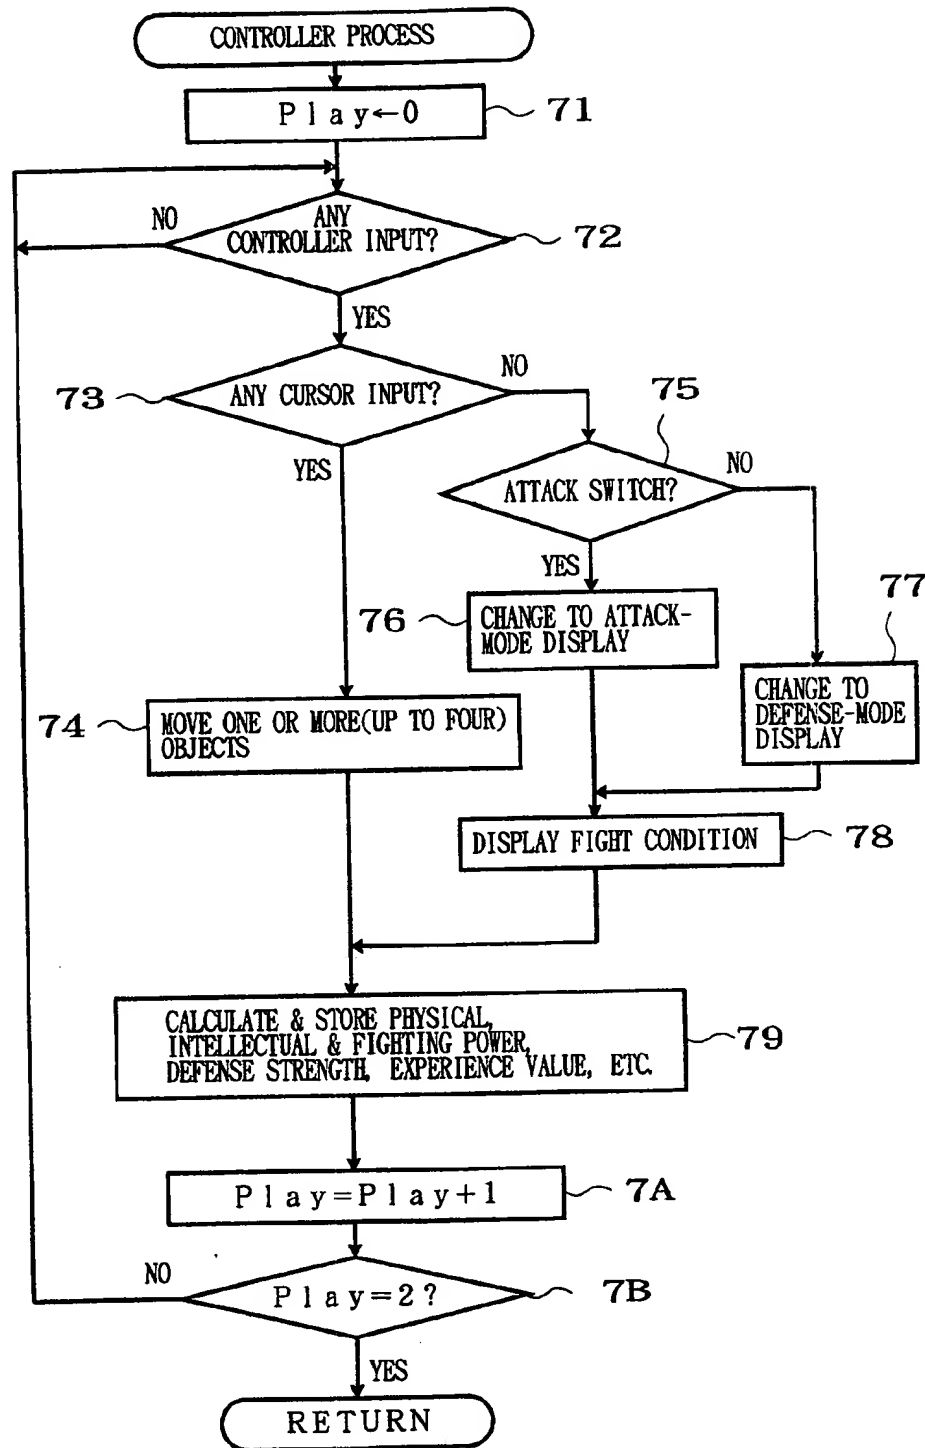 CONTROLLER PROCESS
Play←0
71
NO
ANY
CONTROLLER INPUT?
72
YES
73
ANY CURSOR INPUT?
NO
75
YES
ATTACK SWITCH?
NO
YES
76
CHANGE TO ATTACK-
MODE DISPLAY
77
CHANGE TO
DEFENSE-MODE
DISPLAY
74
MOVE ONE OR MORE(UP TO FOUR)
OBJECTS
DISPLAY FIGHT CONDITION
78
CALCULATE & STORE PHYSICAL,
INTELLECTUAL & FIGHTING POWER,
DEFENSE STRENGTH, EXPERIENCE VALUE, ETC.
79
Play=Play+1
7A
NO
Play=2?
7B
YES
RETURN